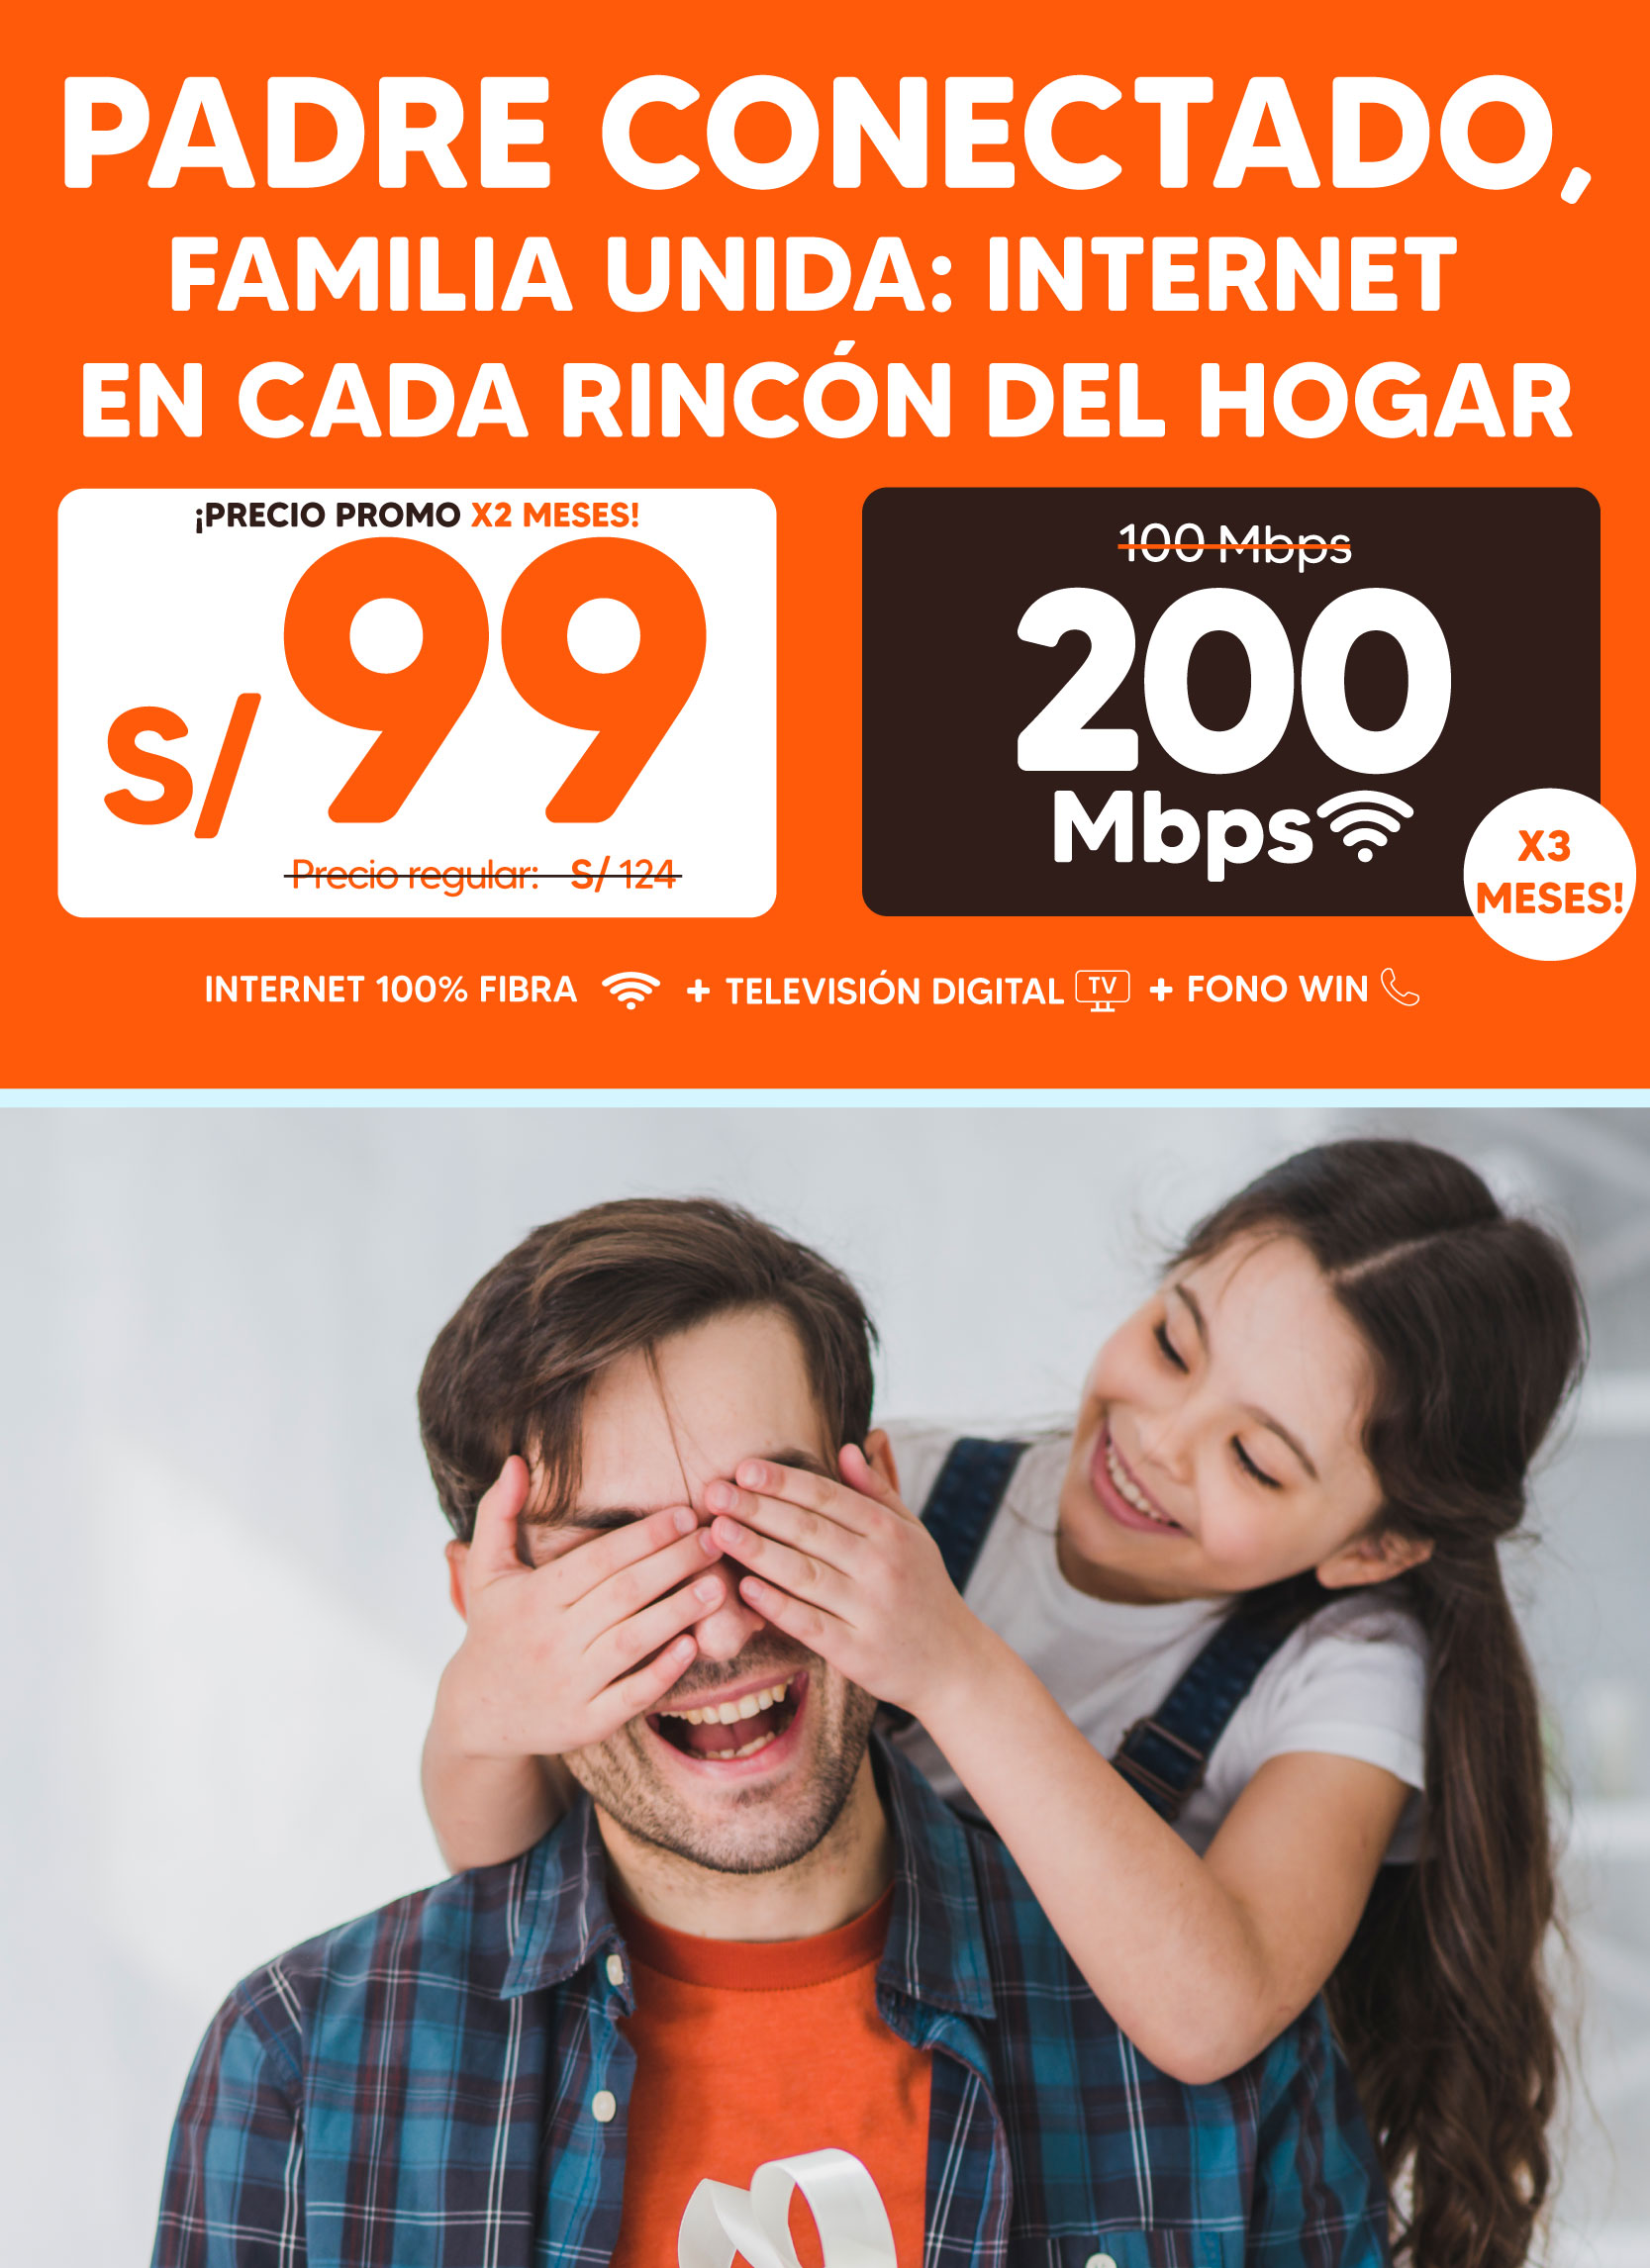 PADRE CONECTADO,
FAMILIA UNIDA: INTERNET
EN CADA RINCÓN DEL HOGAR
¡PRECIO PROMO X2 MESES!
S/99
Precio regular: S/ 124
100 Mbps
200
Mbps
X3
MESES!
INTERNET 100% FIBRA + TELEVISIÓN DIGITAL TV + FONO WIN